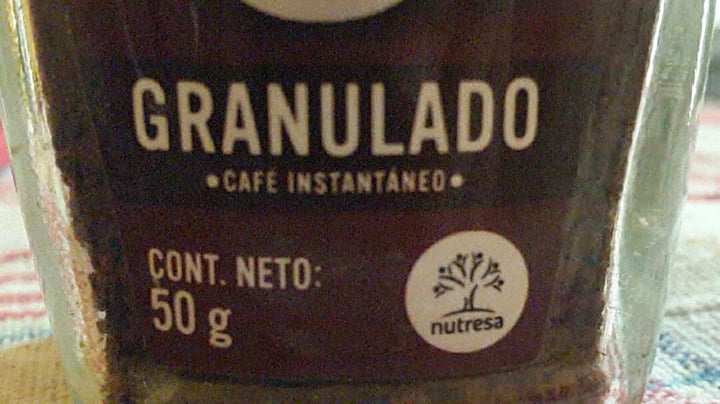 GRANULADO
•CAFÉ INSTANTÁNEO•
CONT. NETO:
50 g
nutresa